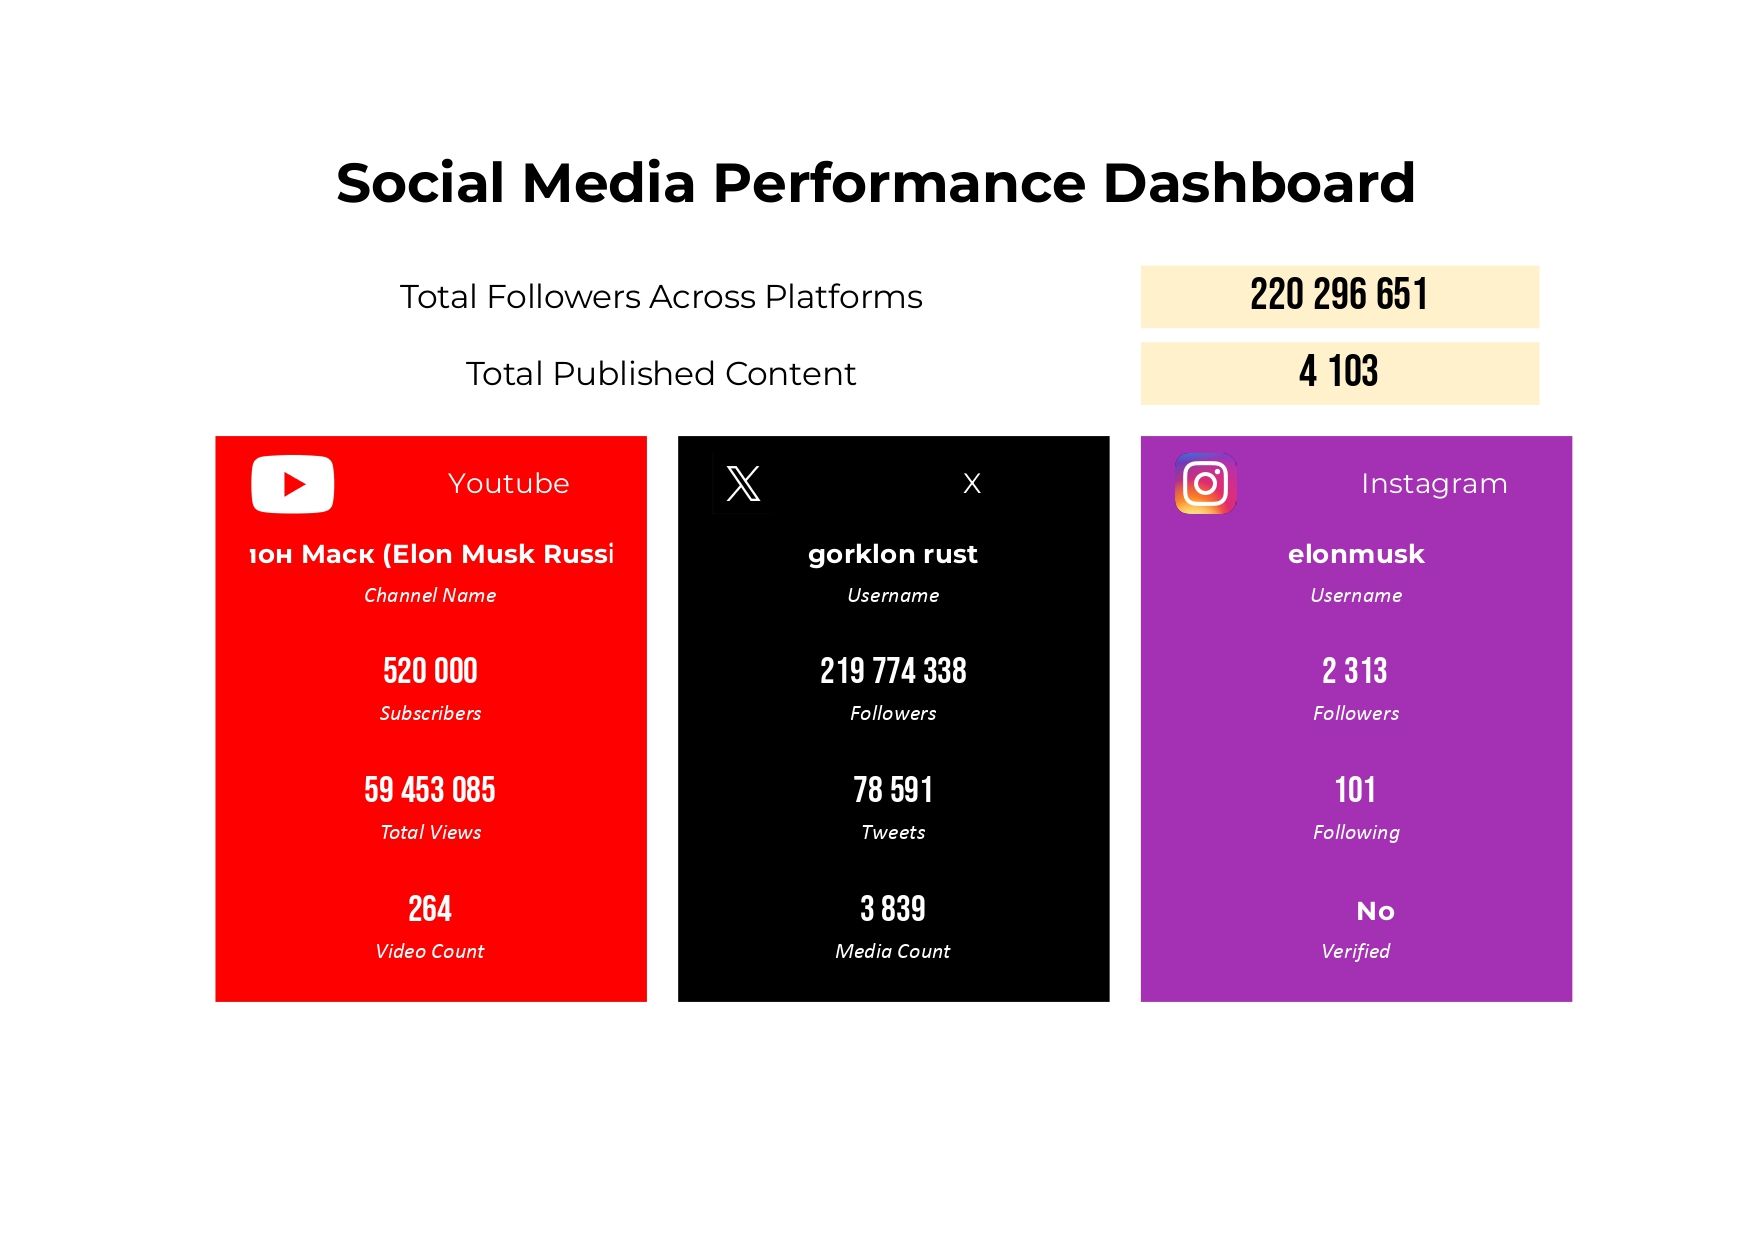 Social Media Performance Dashboard
Total Followers Across Platforms
220 296 651
Total Published Content
4 103
Youtube
Маск (Elon Musk Russi
Channel Name
520 000
Subscribers
59 453 085
Total Views
264
Video Count
X
gorklon rust
Username
219 774 338
Followers
78 591
Tweets
3 839
Media Count
Instagram
elonmusk
Username
2 313
Followers
101
Following
No
Verified